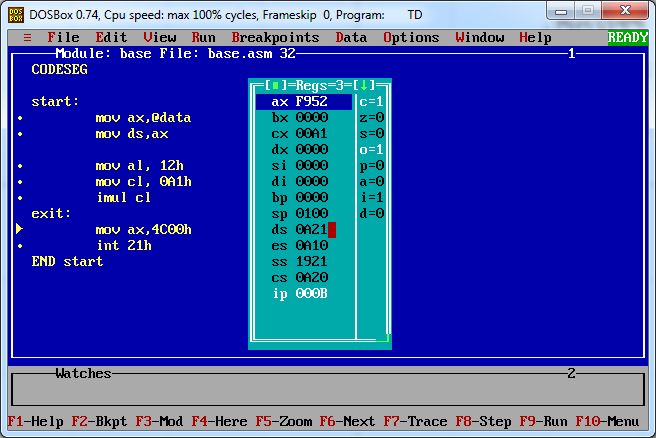 DOSBox 0.74, Cpu speed: max 100% cycles, Frameskip 0, Program: TD
≡ File Edit View Run Breakpoints Data Options Window Help READY
Module: base File: base.asm 32 1
CODESEG
start:
mov ax,@data
mov ds,ax
mov al, 12h
mov cl, 0A1h
imul cl
exit:
mov ax,4C00h
int 21h
END start
[■]=Regs=3=[↓]
ax F952 c=1
bx 0000 z=0
cx 00A1 s=0
dx 0000 o=1
si 0000 p=0
di 0000 a=0
bp 0000 i=1
sp 0100 d=0
ds 0A21
es 0A10
ss 1921
cs 0A20
ip 000B
Watches 2
F1-Help F2-Bkpt F3-Mod F4-Here F5-Zoom F6-Next F7-Trace F8-Step F9-Run F10-Menu